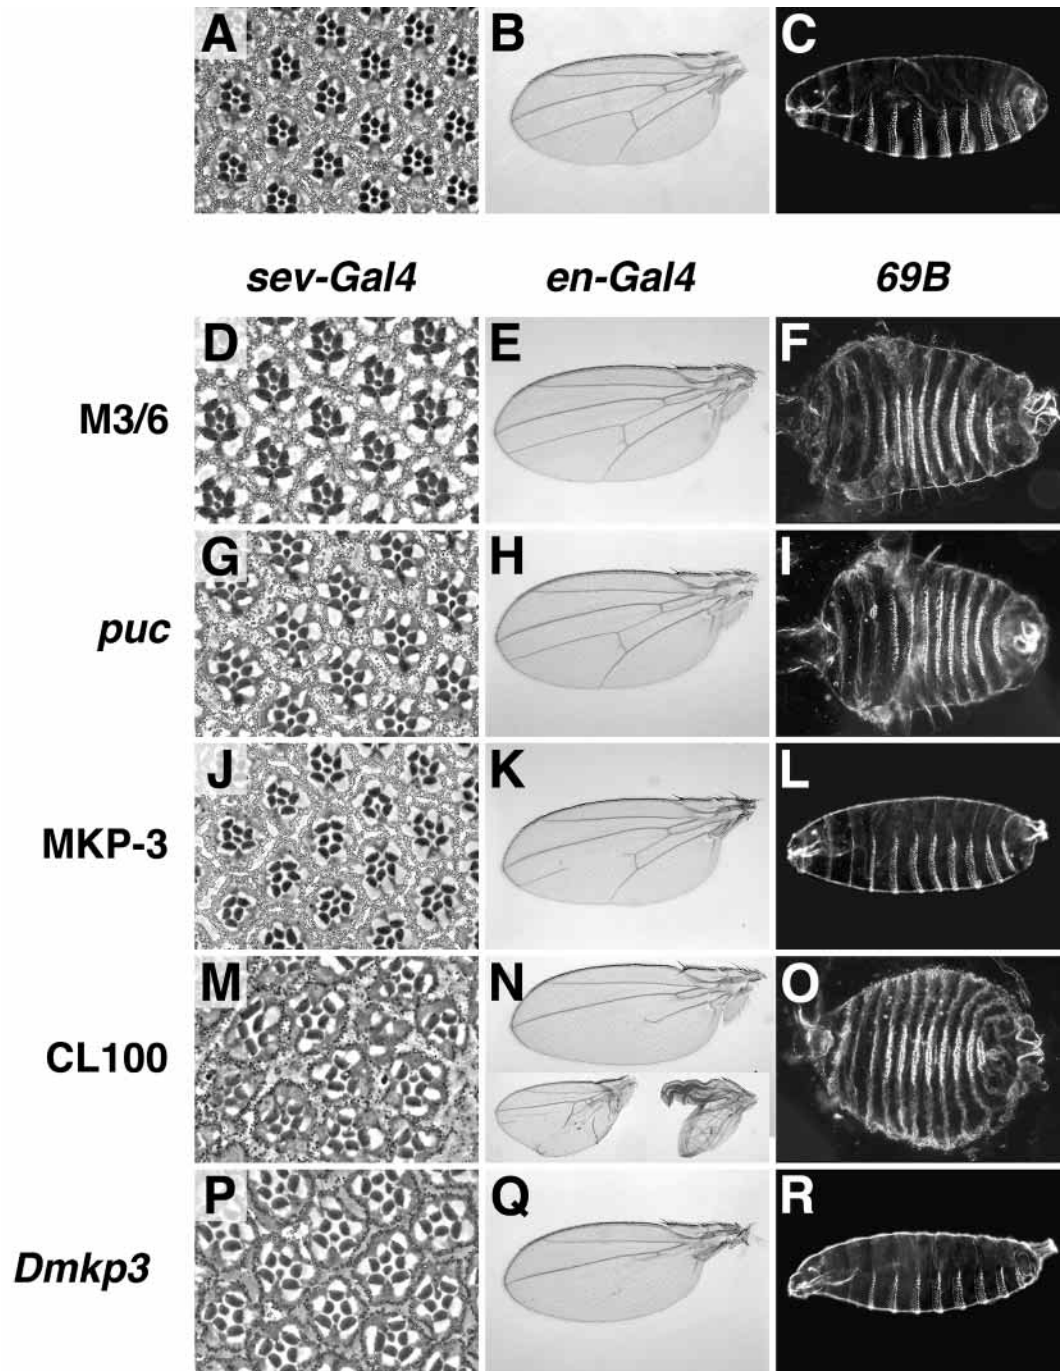 A B C
sev-Gal4 en-Gal4 69B
D E F
M3/6
G H I
puc
J K L
MKP-3
M N O
CL100
P Q R
Dmkp3